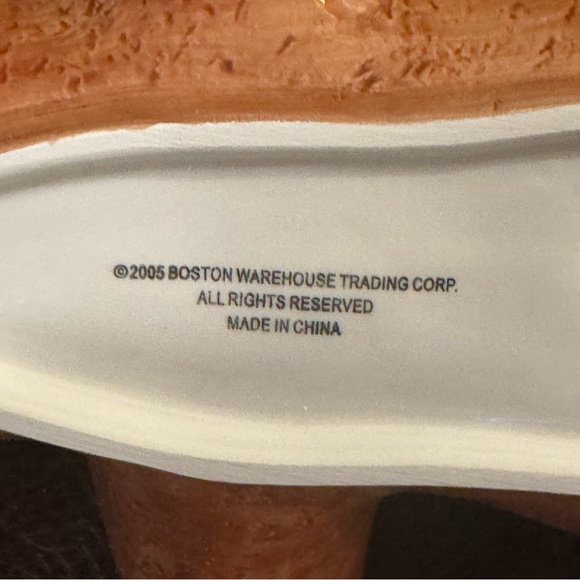 ©2005 BOSTON WAREHOUSE TRADING CORP.
ALL RIGHTS RESERVED
MADE IN CHINA